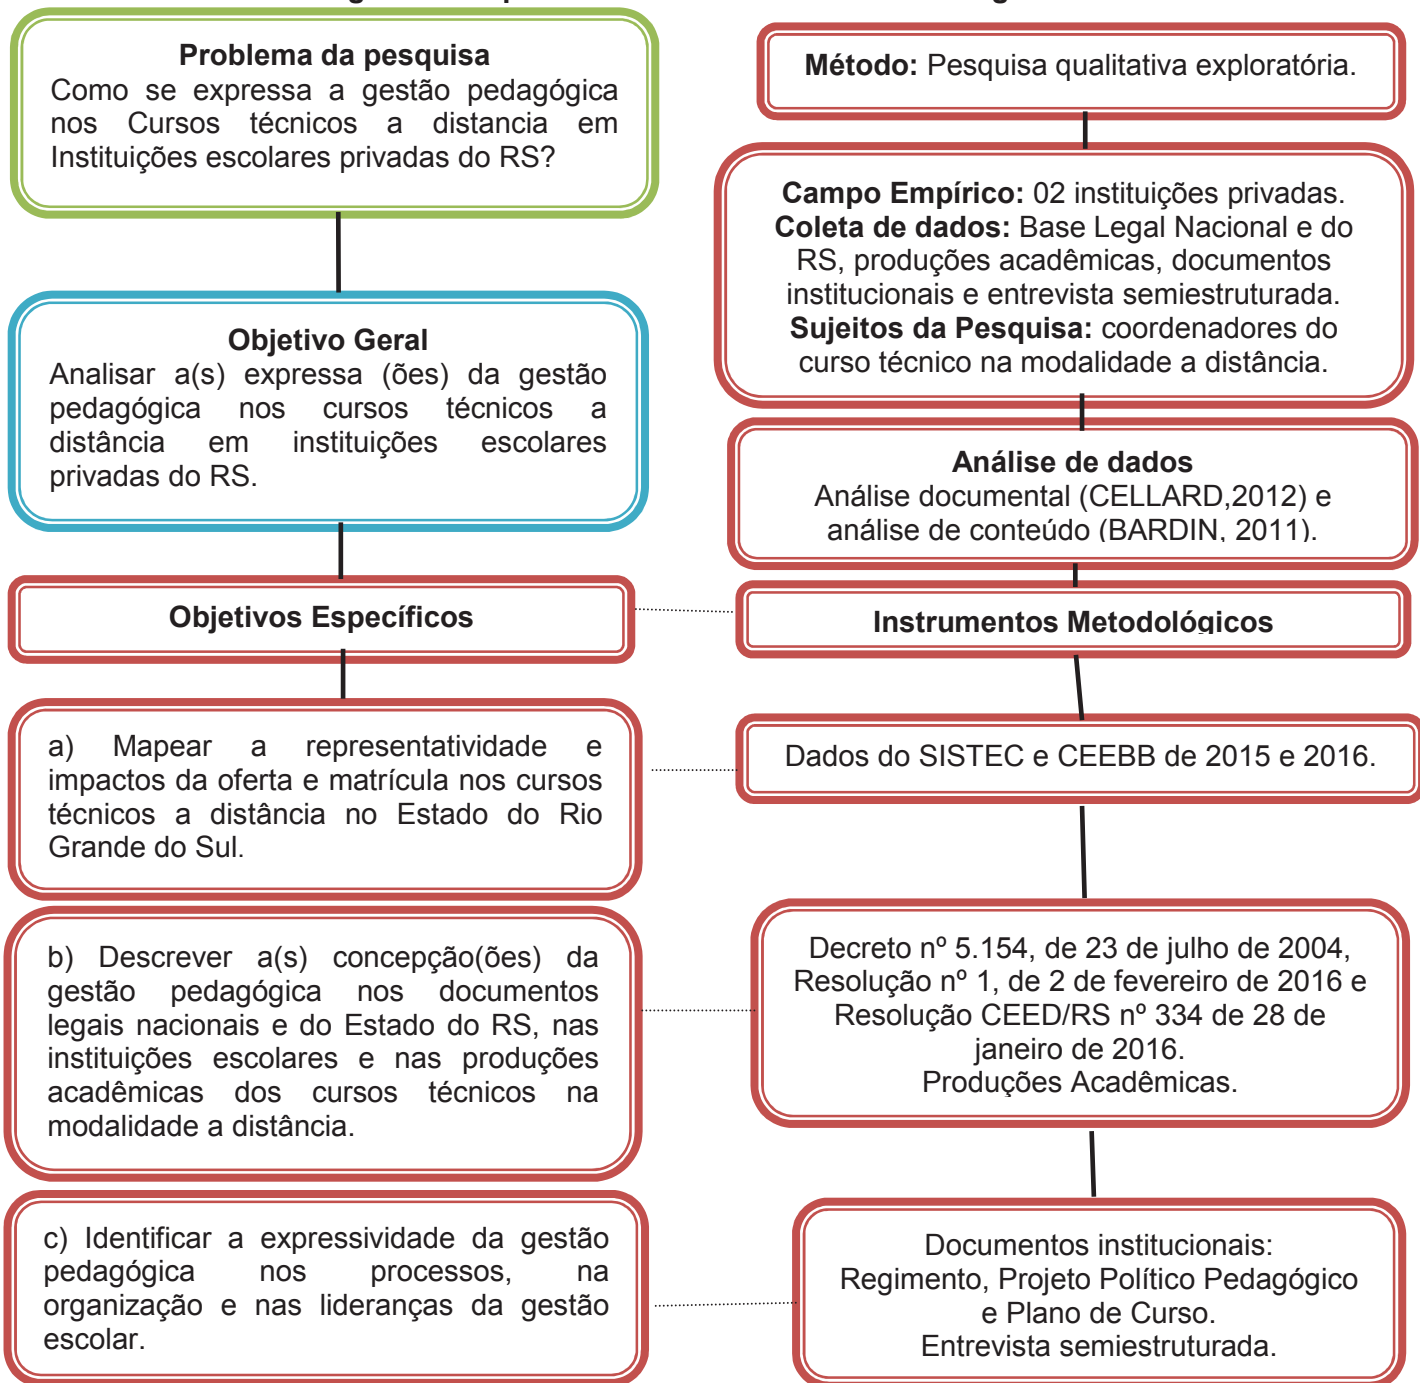 Problema da pesquisa
Como se expressa a gestão pedagógica
nos Cursos técnicos a distancia em
Instituições escolares privadas do RS?
Objetivo Geral
Analisar a(s) expressa (ões) da gestão
pedagógica nos cursos técnicos a
distância em instituições escolares
privadas do RS.
Objetivos Específicos
a) Mapear a representatividade e
impactos da oferta e matrícula nos cursos
técnicos a distância no Estado do Rio
Grande do Sul.
b) Descrever a(s) concepção(ões) da
gestão pedagógica nos documentos
legais nacionais e do Estado do RS, nas
instituições escolares e nas produções
acadêmicas dos cursos técnicos na
modalidade a distância.
c) Identificar a expressividade da gestão
pedagógica nos processos, na
organização e nas lideranças da gestão
escolar.
Método: Pesquisa qualitativa exploratória.
Campo Empírico: 02 instituições privadas.
Coleta de dados: Base Legal Nacional e do
RS, produções acadêmicas, documentos
institucionais e entrevista semiestruturada.
Sujeitos da Pesquisa: coordenadores do
curso técnico na modalidade a distância.
Análise de dados
Análise documental (CELLARD,2012) e
análise de conteúdo (BARDIN, 2011).
Instrumentos Metodológicos
Dados do SISTEC e CEEBB de 2015 e 2016.
Decreto nº 5.154, de 23 de julho de 2004,
Resolução nº 1, de 2 de fevereiro de 2016 e
Resolução CEED/RS nº 334 de 28 de
janeiro de 2016.
Produções Acadêmicas.
Documentos institucionais:
Regimento, Projeto Político Pedagógico
e Plano de Curso.
Entrevista semiestruturada.